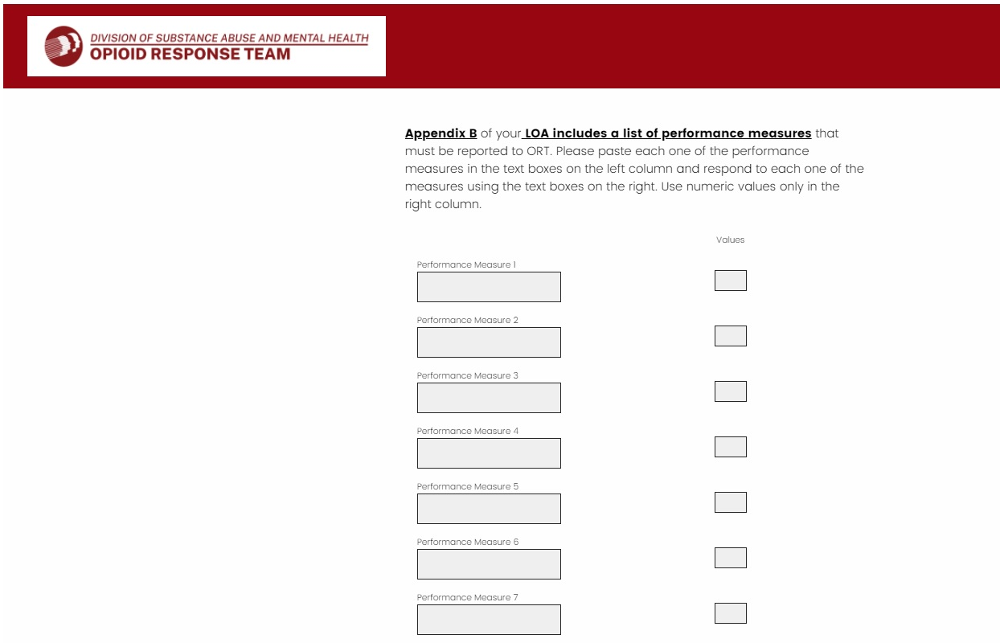 DIVISION OF SUBSTANCE ABUSE AND MENTAL HEALTH
OPIOID RESPONSE TEAM
Appendix B of your LOA includes a list of performance measures that
must be reported to ORT. Please paste each one of the performance
measures in the text boxes on the left column and respond to each one of the
measures using the text boxes on the right. Use numeric values only in the
right column.
Values
Performance Measure 1
Performance Measure 2
Performance Measure 3
Performance Measure 4
Performance Measure 5
Performance Measure 6
Performance Measure 7